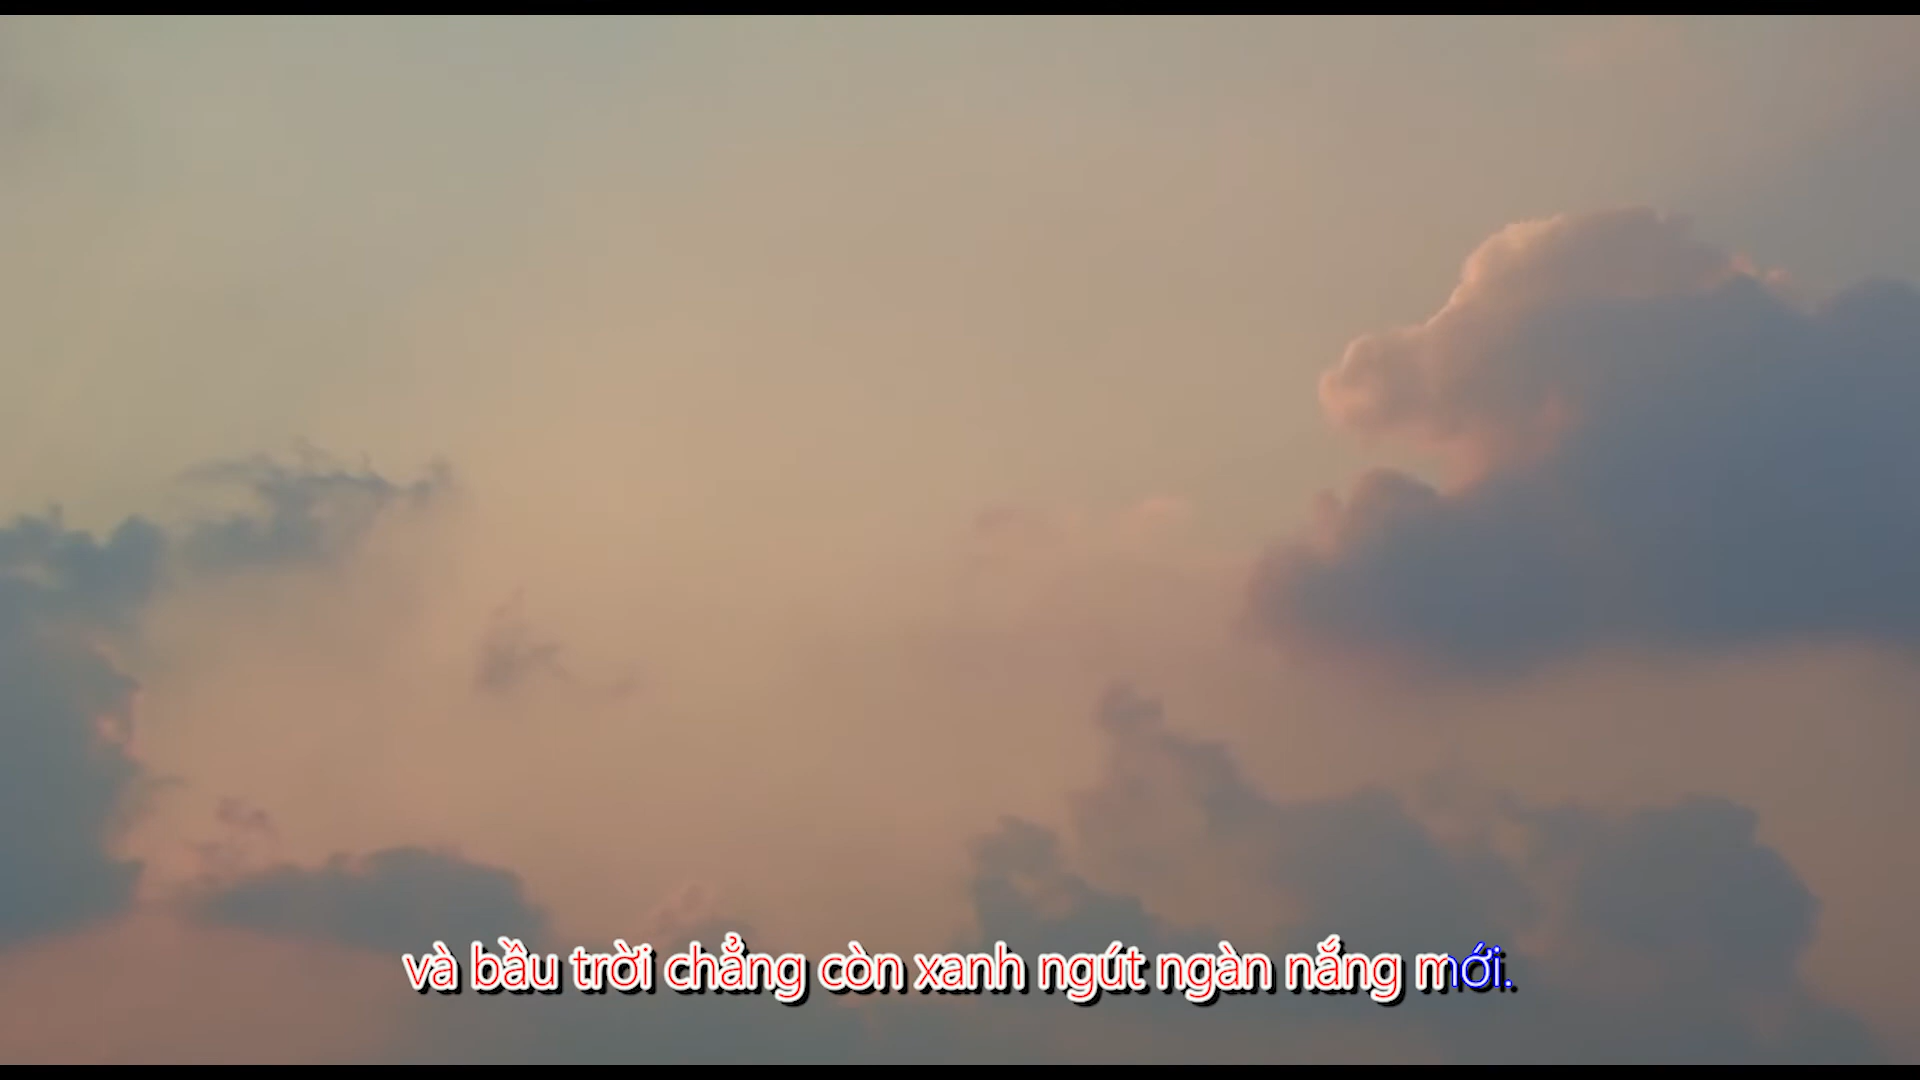 và bầu trời chẳng còn xanh ngút ngàn nắng mới.